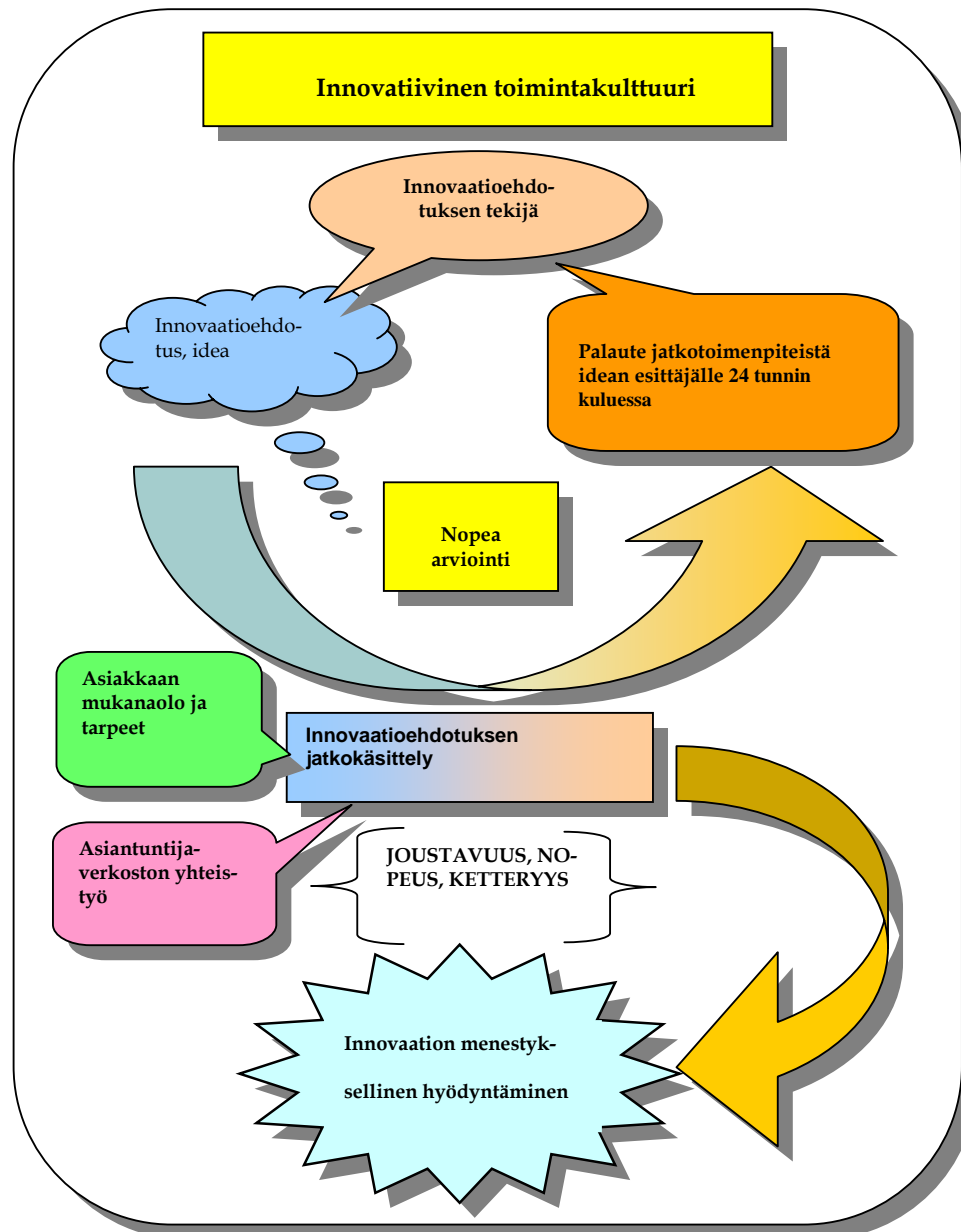 Innovatiivinen toimintakulttuuri
Innovaatioehdo-
tuksen tekijä
Innovaatioehdo-
tus, idea
Palaute jatkotoimenpiteistä
idean esittäjälle 24 tunnin
kuluessa
Nopea
arviointi
Asiakkaan
mukanaolo ja
tarpeet
Innovaatioehdotuksen
jatkokäsittely
Asiantuntija-
verkoston yhteis-
työ
JOUSTAVUUS, NO-
PEUS, KETTERYYS
Innovaation menestyk-
sellinen hyödyntäminen